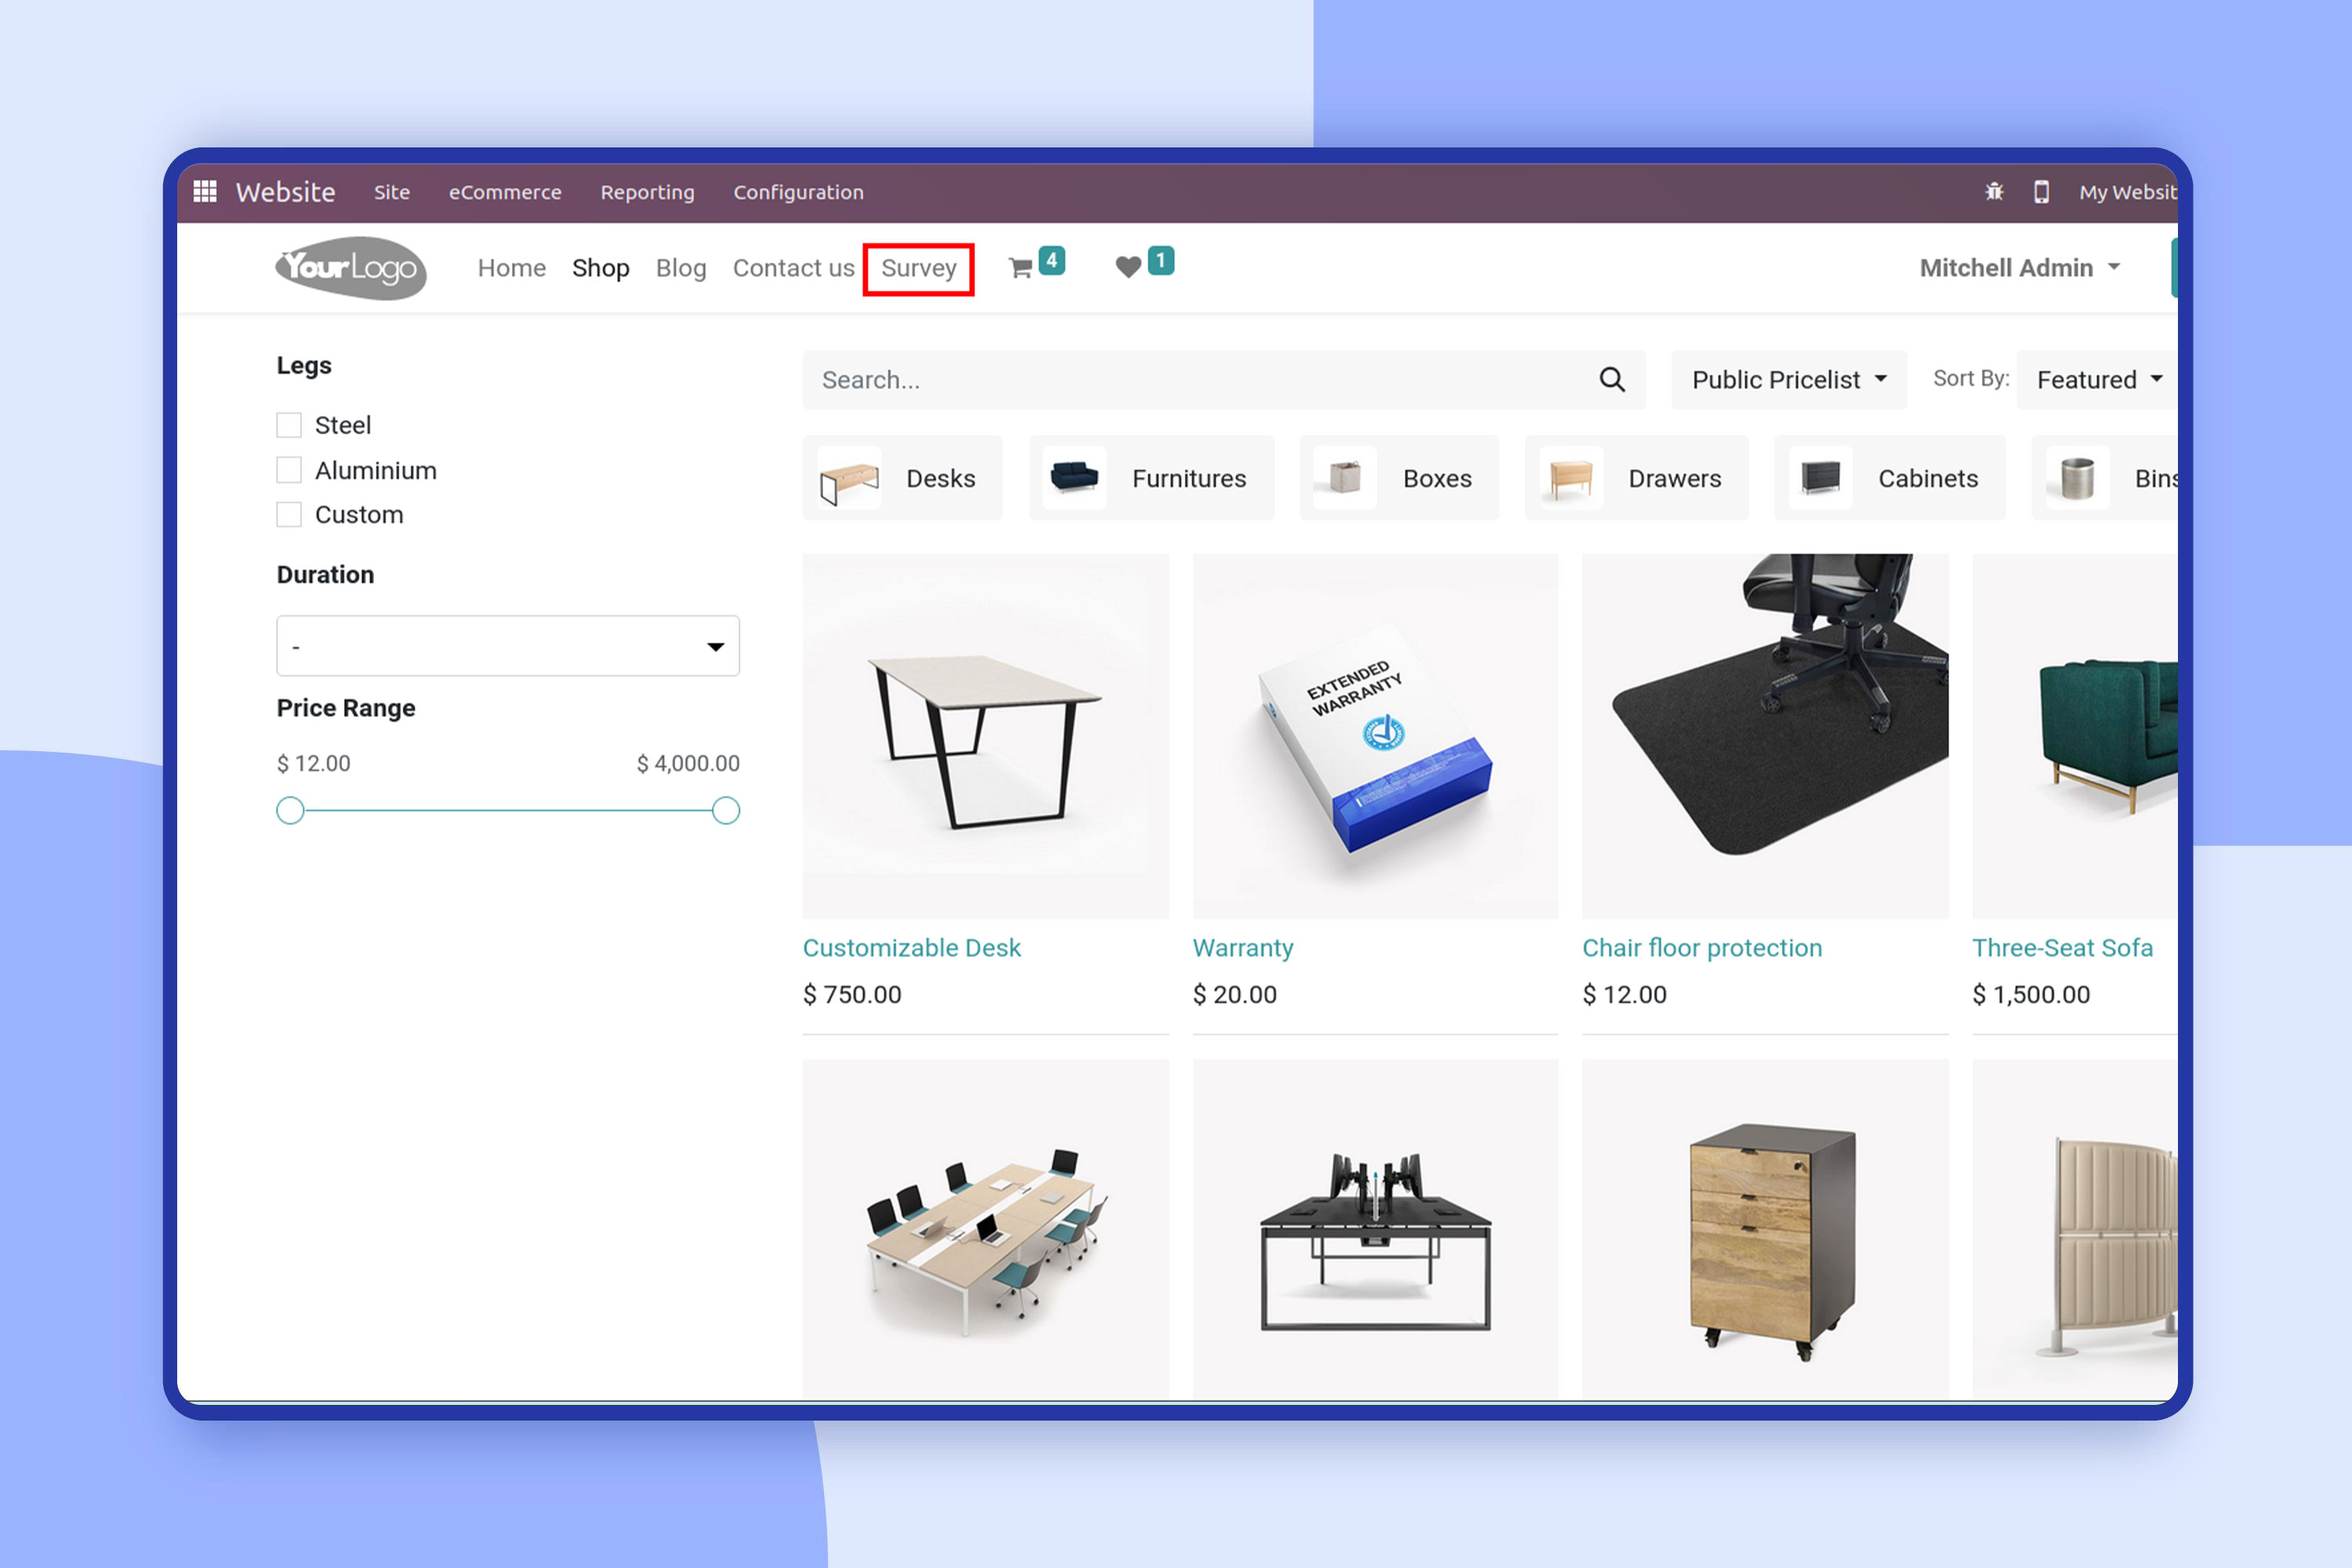 Website Site eCommerce Reporting Configuration My Websit
YourLogo Home Shop Blog Contact us Survey 4 1 Mitchell Admin
Legs
Steel
Aluminium
Custom
Duration
-
Price Range
$ 12.00 $ 4,000.00
Search... Public Pricelist Sort By: Featured
Desks Furnitures Boxes Drawers Cabinets Bins
EXTENDED
WARRANTY
Customizable Desk Warranty Chair floor protection Three-Seat Sofa
$ 750.00 $ 20.00 $ 12.00 $ 1,500.00